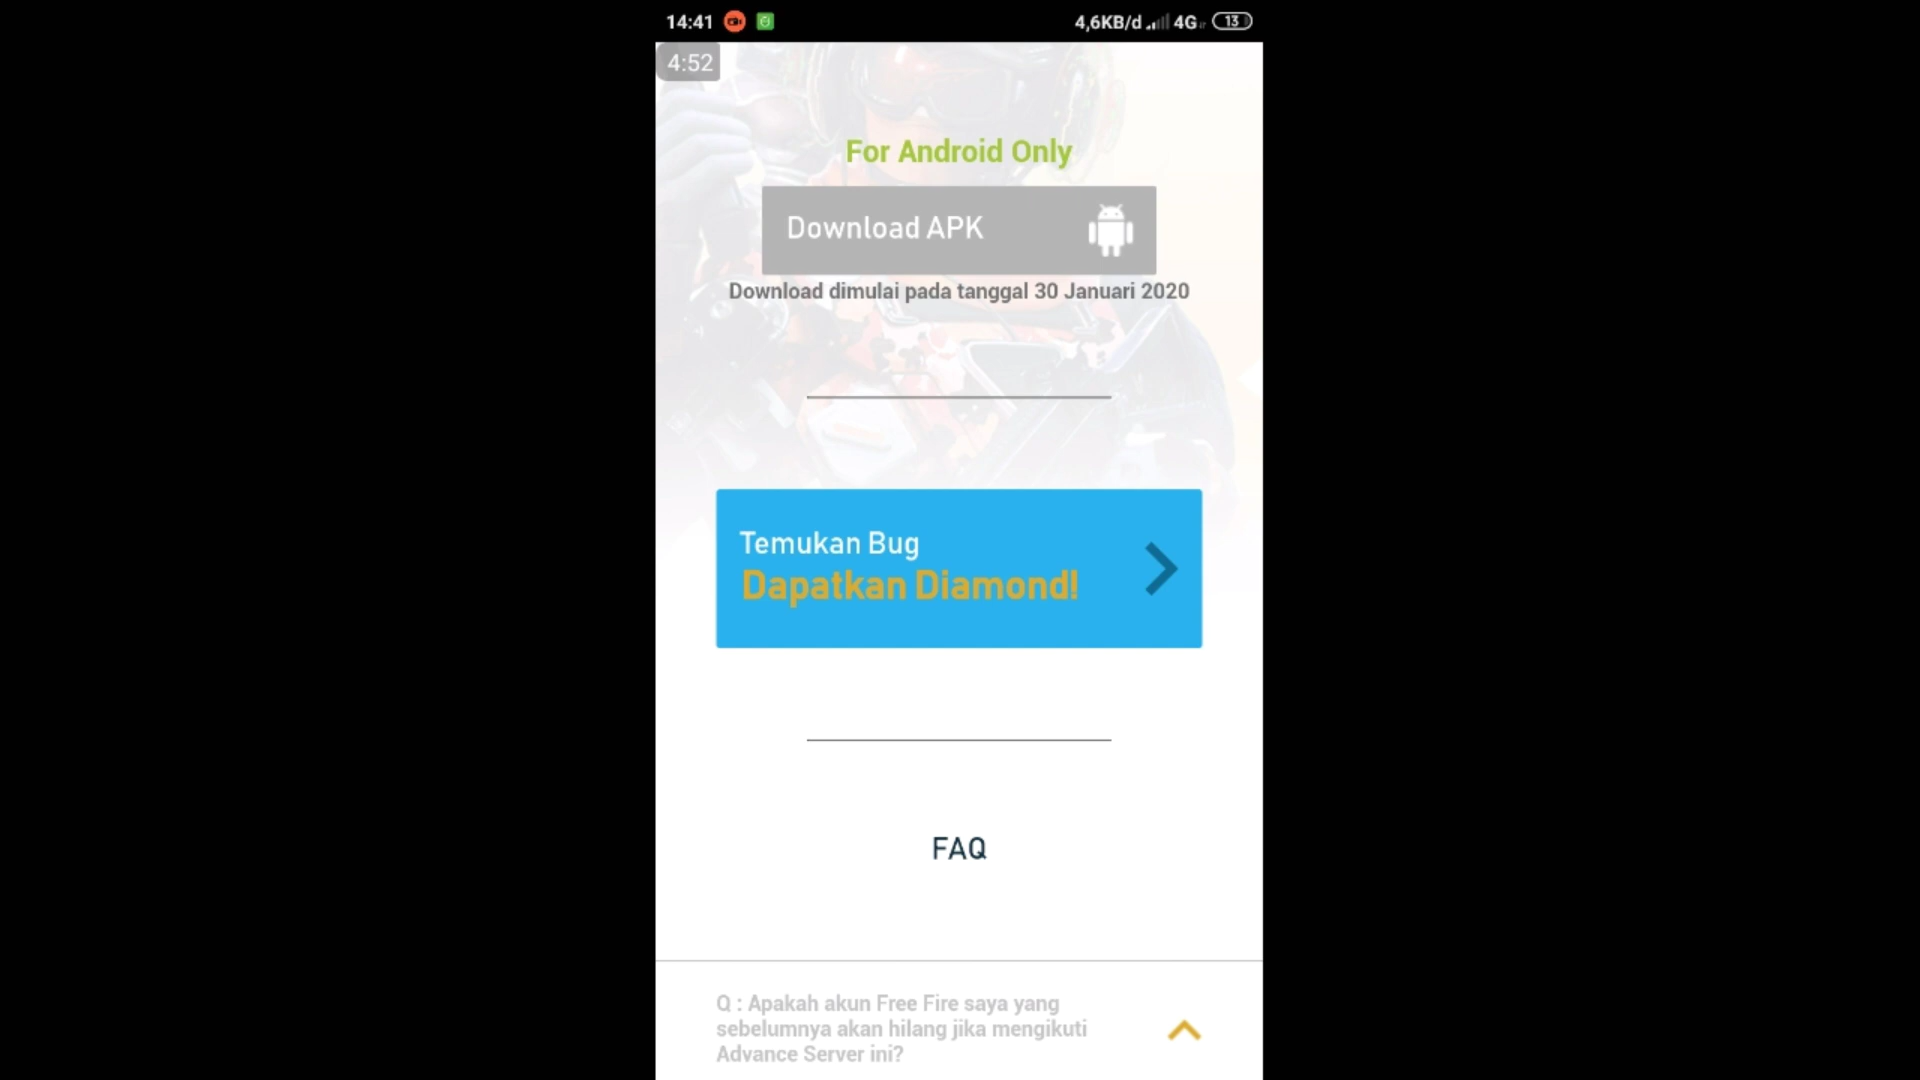 14:41
4,6KB/d 4G 13
4:52
For Android Only
Download APK
Download dimulai pada tanggal 30 Januari 2020
Temukan Bug
Dapatkan Diamond!
FAQ
Q : Apakah akun Free Fire saya yang
sebelumnya akan hilang jika mengikuti
Advance Server ini?